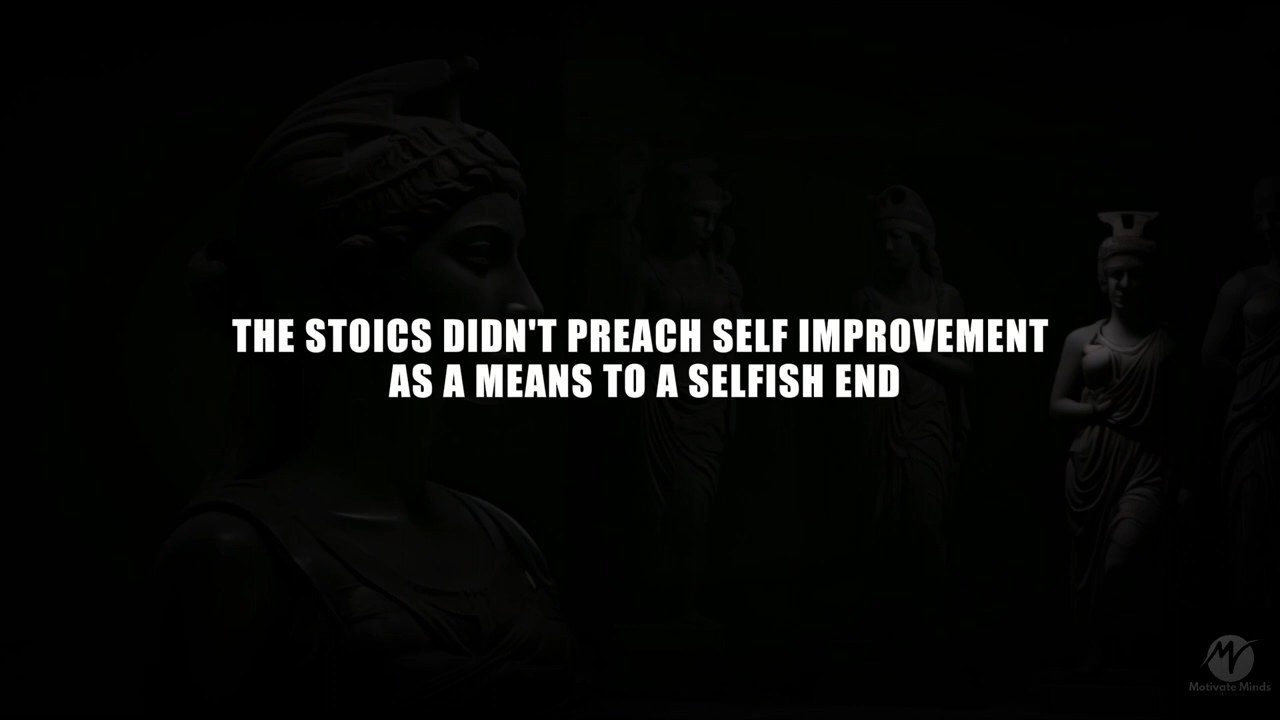 THE STOICS DIDN'T PREACH SELF IMPROVEMENT
AS A MEANS TO A SELFISH END
Motivate Minds